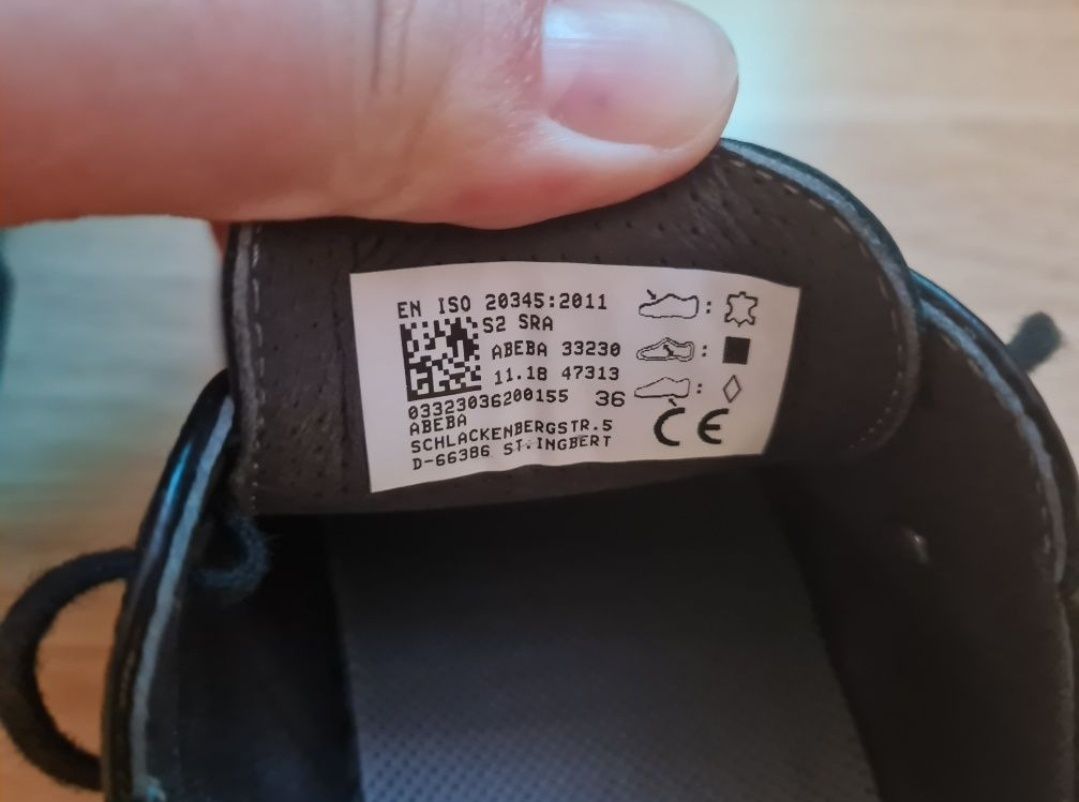 EN ISO 20345:2011
S2 SRA
ABEBA 33230
11.18 47313
03323036200155 36
ABEBA
SCHLACKENBERGSTR.5
D-66386 ST.INGBERT
: 
:
:
CE